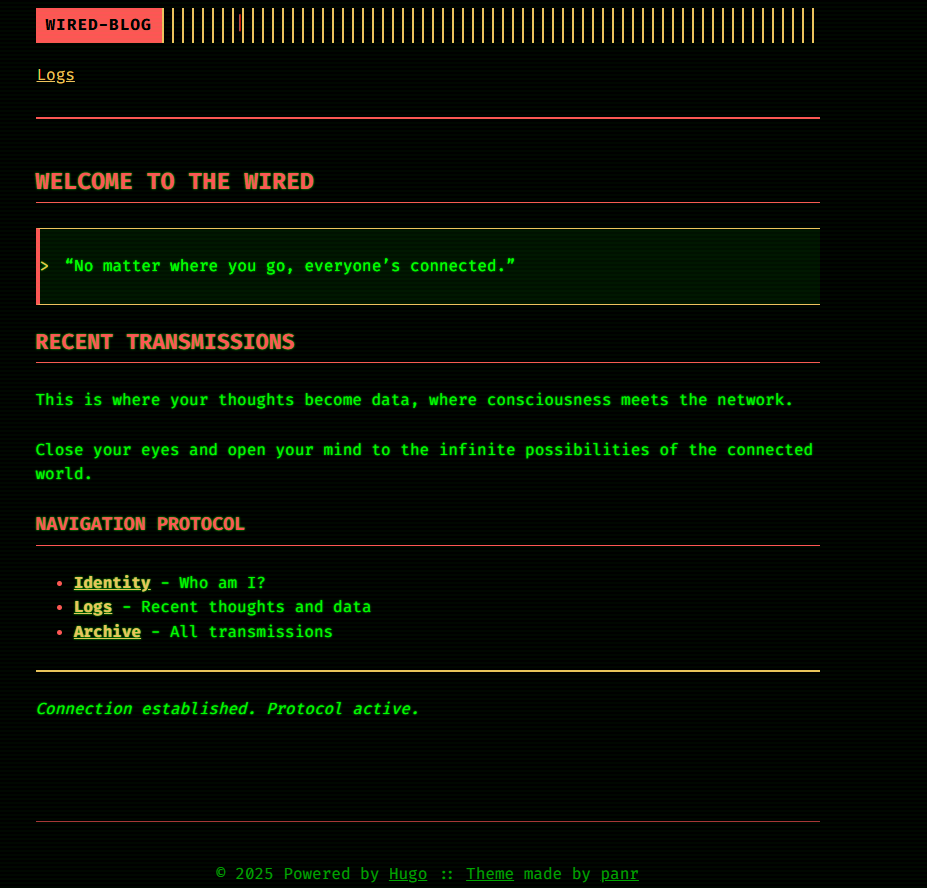 WIRED-BLOG
Logs
WELCOME TO THE WIRED
> “No matter where you go, everyone’s connected.”
RECENT TRANSMISSIONS
This is where your thoughts become data, where consciousness meets the network.
Close your eyes and open your mind to the infinite possibilities of the connected
world.
NAVIGATION PROTOCOL
• Identity - Who am I?
• Logs - Recent thoughts and data
• Archive - All transmissions
Connection established. Protocol active.
© 2025 Powered by Hugo :: Theme made by panr